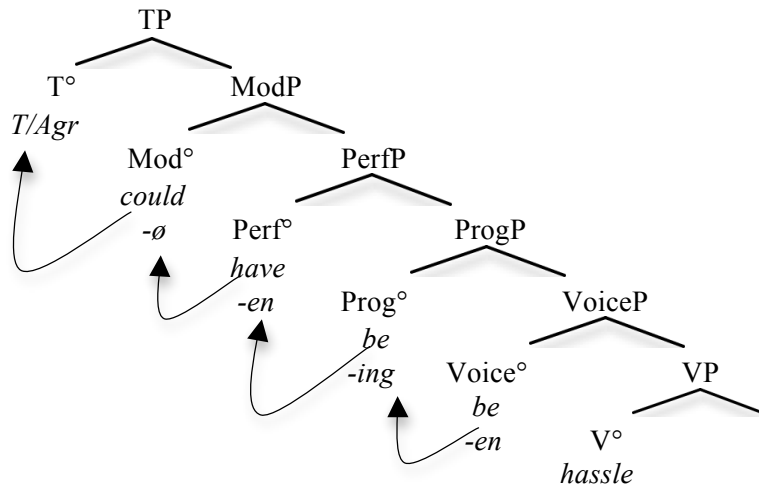 TP
T° ModP
T/Agr
Mod° PerfP
could
-ø Perf° ProgP
have
-en Prog° VoiceP
be
-ing Voice° VP
be
-en V°
hassle